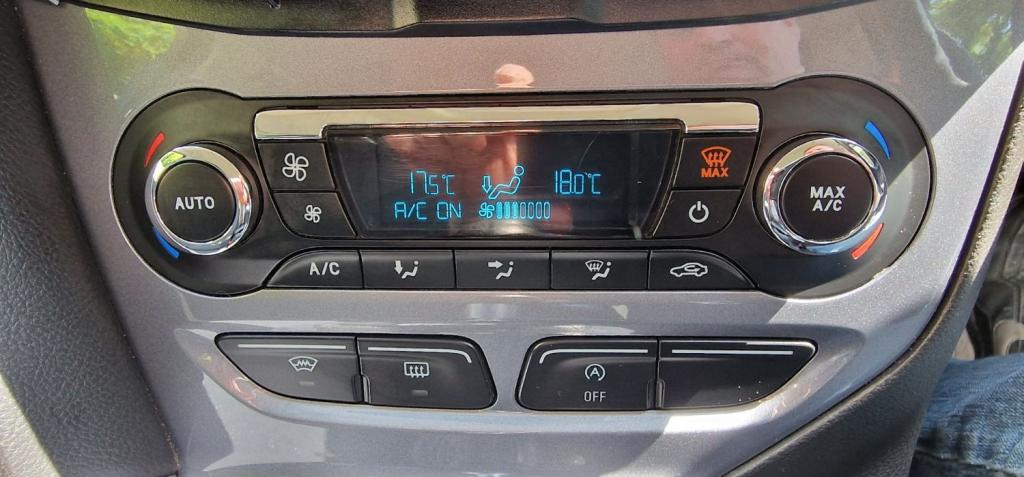 AUTO
17.5°C 18.0°C
A/C ON
MAX
MAX
A/C
A/C
A
OFF